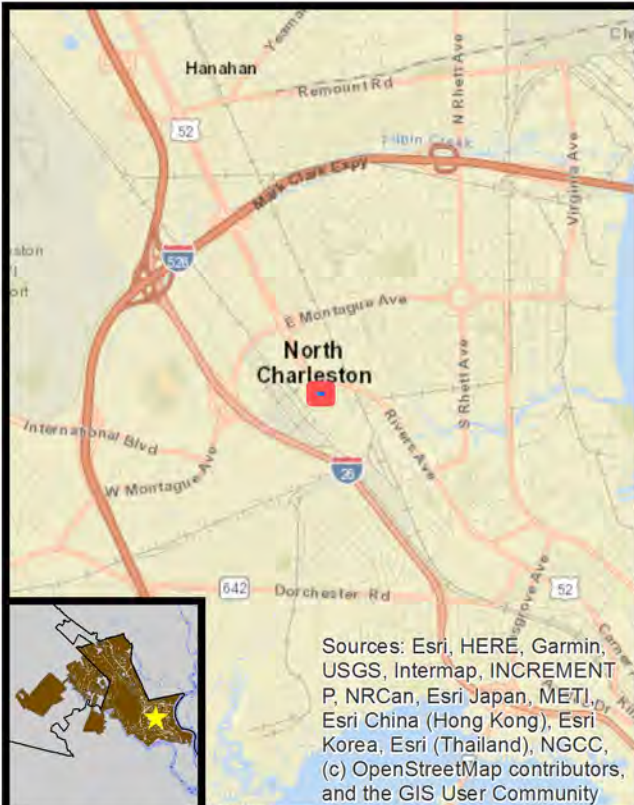 Hanahan
Remount Rd
N Rhett Ave
52
Virginia Ave
Mark Clark Expy
526
E Montague Ave
North
Charleston
S Rhett Ave
Rivers Ave
International Blvd
W Montague Ave
26
642
Dorchester Rd
52
Sources: Esri, HERE, Garmin,
USGS, Intermap, INCREMENT
P, NRCan, Esri Japan, METI,
Esri China (Hong Kong), Esri
Korea, Esri (Thailand), NGCC,
(c) OpenStreetMap contributors,
and the GIS User Community